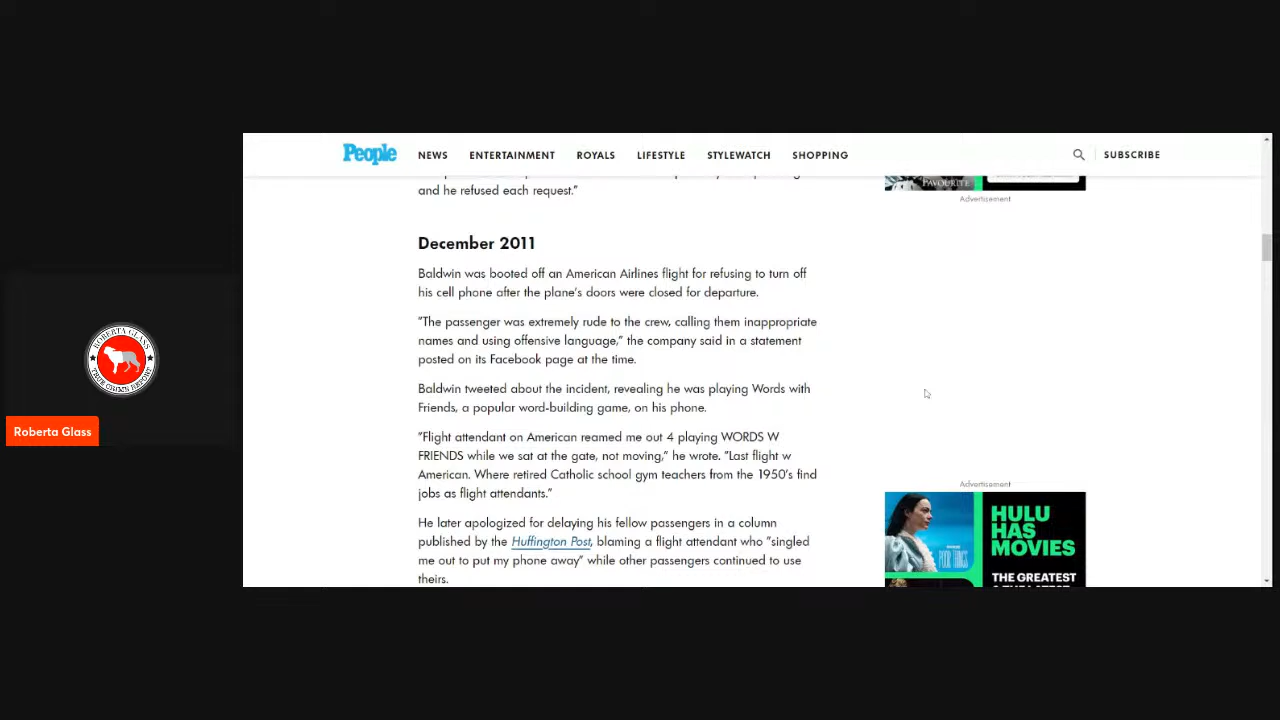 People
NEWS
ENTERTAINMENT
ROYALS
LIFESTYLE
STYLEWATCH
SHOPPING
SUBSCRIBE
and he refused each request.”
FAVOURITE
Advertisement
December 2011
Baldwin was booted off an American Airlines flight for refusing to turn off
his cell phone after the plane’s doors were closed for departure.
“The passenger was extremely rude to the crew, calling them inappropriate
names and using offensive language,” the company said in a statement
posted on its Facebook page at the time.
Baldwin tweeted about the incident, revealing he was playing Words with
Friends, a popular word-building game, on his phone.
“Flight attendant on American reamed me out 4 playing WORDS W
FRIENDS while we sat at the gate, not moving,” he wrote. “Last flight w
American. Where retired Catholic school gym teachers from the 1950’s find
jobs as flight attendants.”
He later apologized for delaying his fellow passengers in a column
published by the Huffington Post, blaming a flight attendant who “singled
me out to put my phone away” while other passengers continued to use
theirs.
Advertisement
HULU
HAS
MOVIES
THE GREATEST
POOR THINGS
ROBERTA GLASS
TRUE CRIME REPORT
Roberta Glass